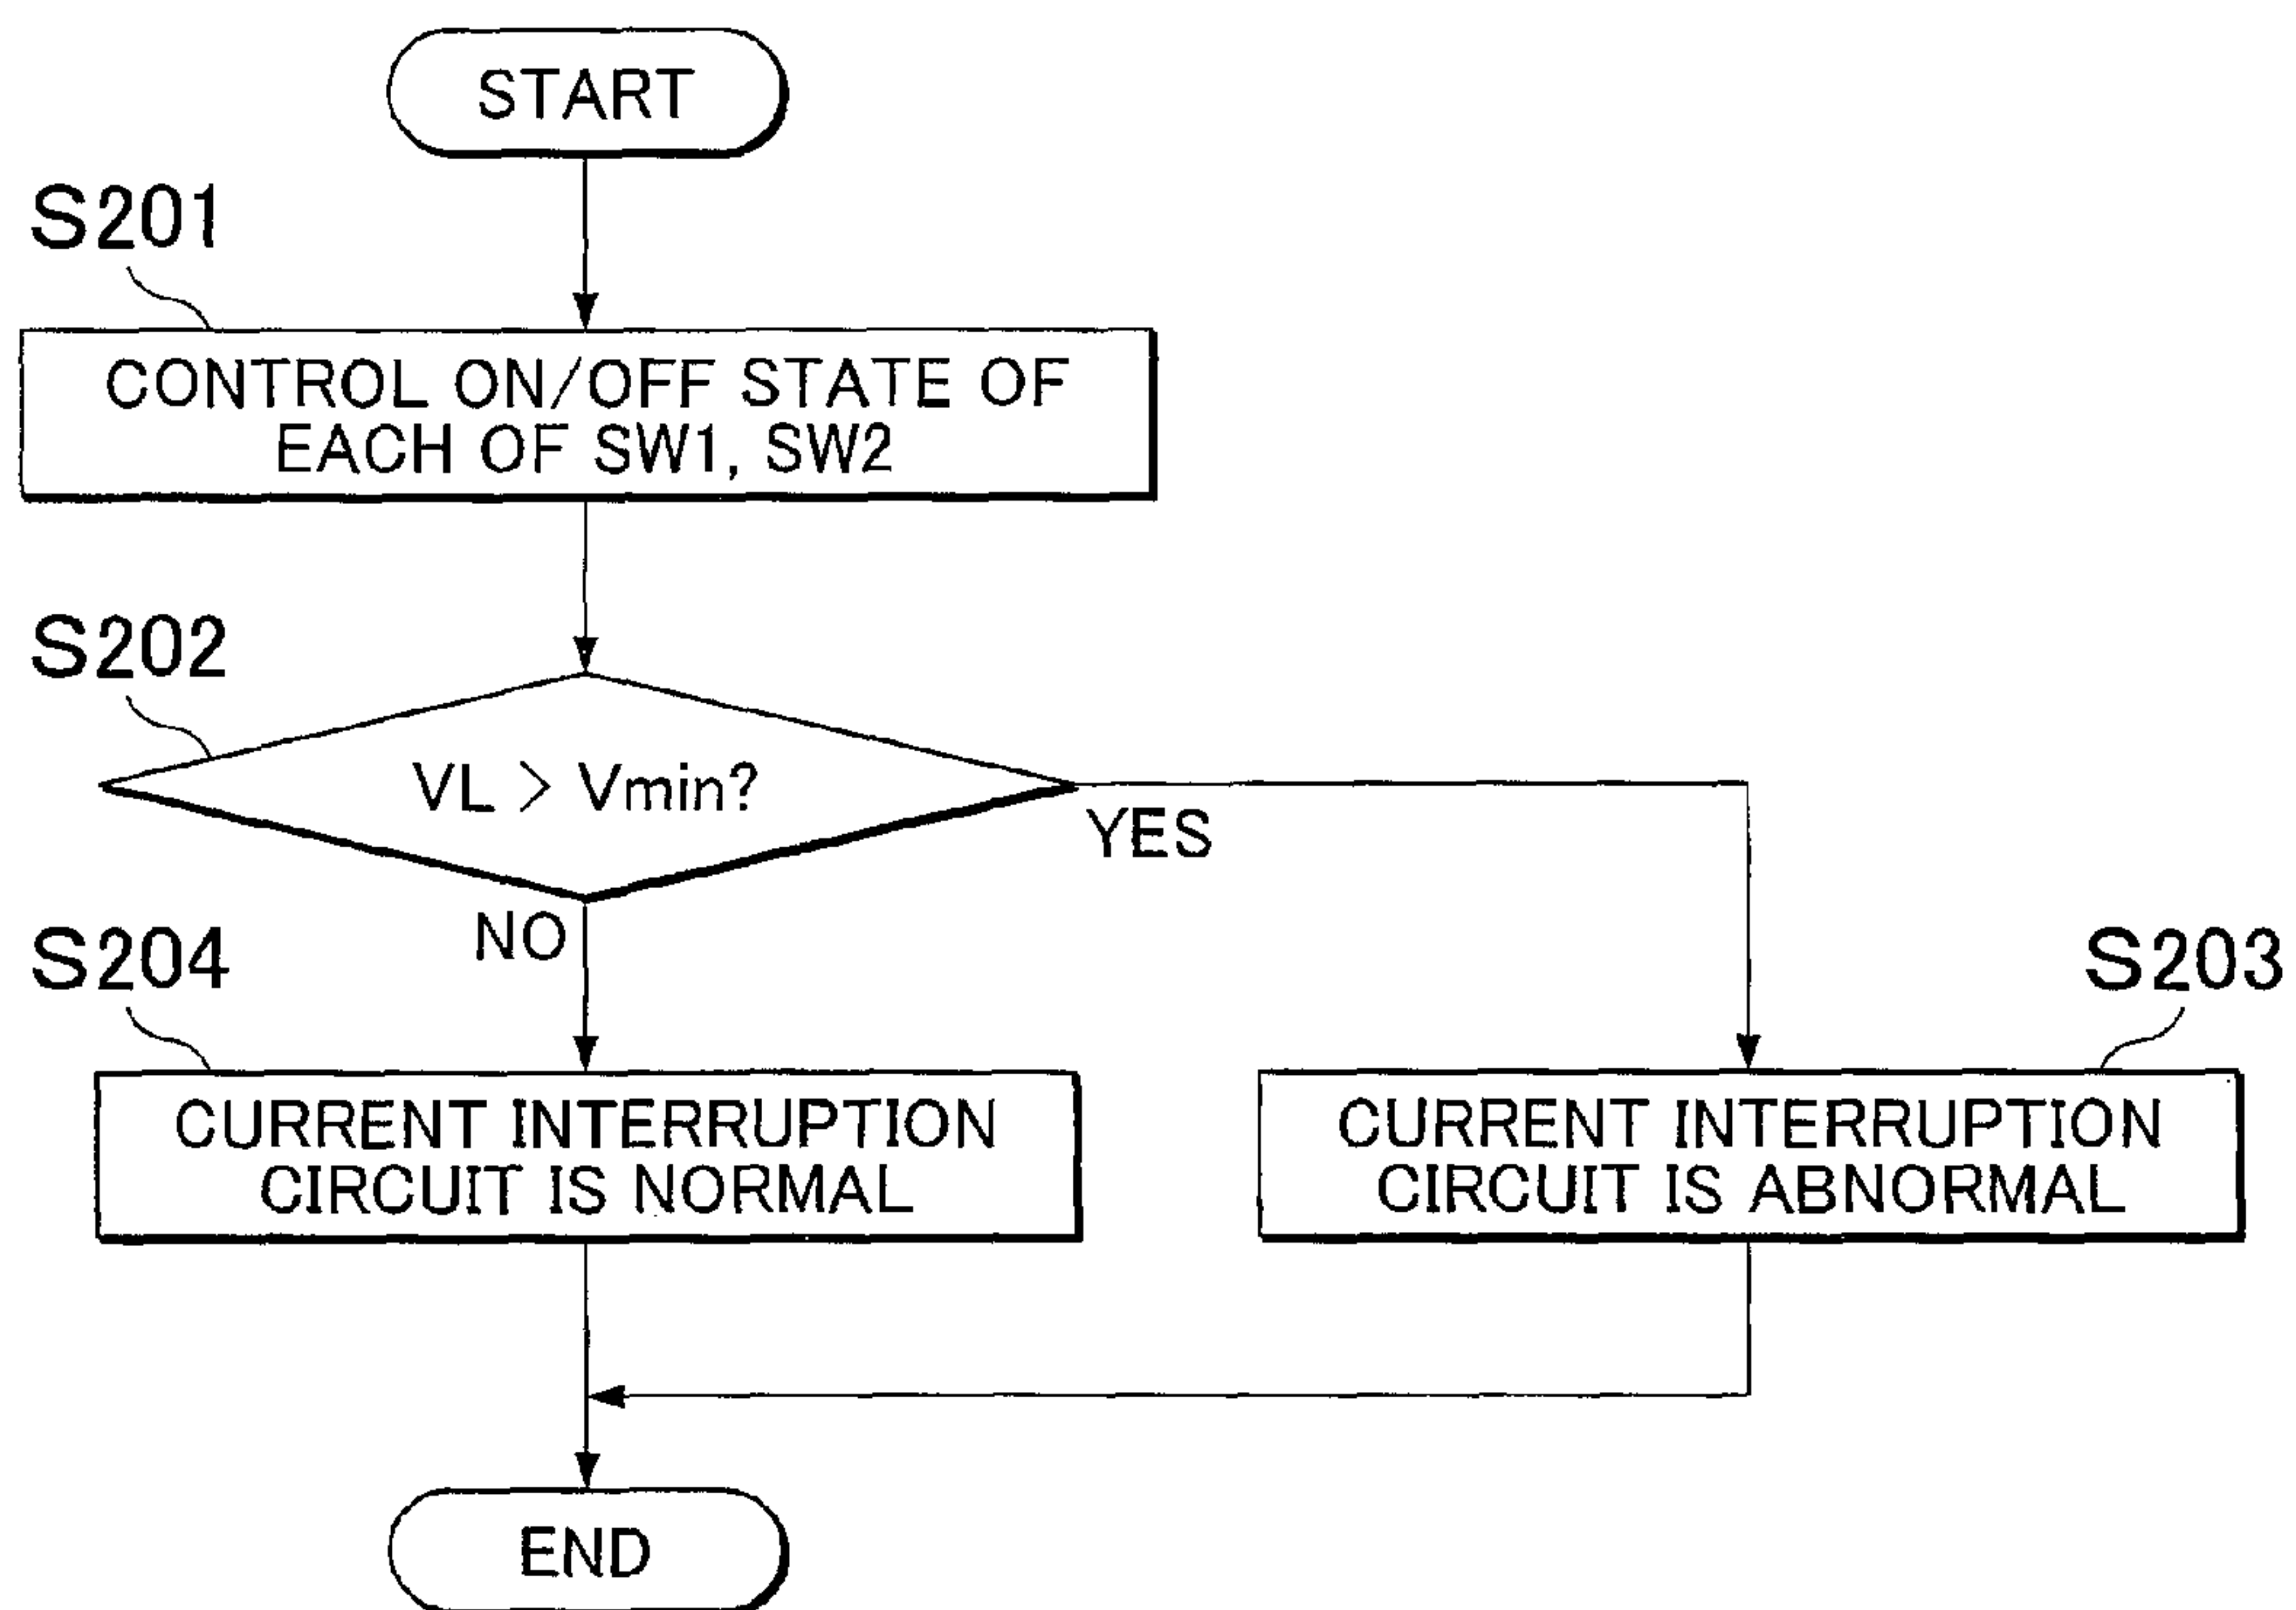 START
S201
CONTROL ON/OFF STATE OF
EACH OF SW1, SW2
S202
VL > Vmin?
YES
NO
S204
S203
CURRENT INTERRUPTION
CIRCUIT IS NORMAL
CURRENT INTERRUPTION
CIRCUIT IS ABNORMAL
END